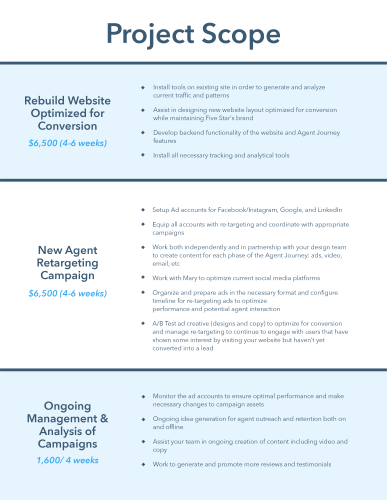 Project Scope
Rebuild Website
Optimized for
Conversion
$6,500 (4-6 weeks)
Install tools on existing site in order to generate and analyze
current traffic and patterns
Assist in designing new website layout optimized for conversion
while maintaining Five Star's brand
Develop backend functionality of the website and Agent Journey
features
Install all necessary tracking and analytical tools
New Agent
Retargeting
Campaign
$6,500 (4-6 weeks)
Setup Ad accounts for Facebook/Instagram, Google, and LinkedIn
Equip all accounts with re-targeting and coordinate with appropriate
campaigns
Work both independently and in partnership with your design team
to create content for each phase of the Agent Journey: ads, video,
email, etc
Work with Mary to optimize current social media platforms
Organize and prepare ads in the necessary format and configure
timeline for re-targeting ads to optimize
performance and potential agent interaction
A/B Test ad creative (designs and copy) to optimize for conversion
and manage re-targeting to continue to engage with users that have
shown some interest by visiting your website but haven't yet
converted into a lead
Ongoing
Management &
Analysis of
Campaigns
1,600/ 4 weeks
Monitor the ad accounts to ensure optimal performance and make
necessary changes to campaign assets
Ongoing idea generation for agent outreach and retention both on
and offline
Assist your team in ongoing creation of content including video and
copy
Work to generate and promote more reviews and testimonials